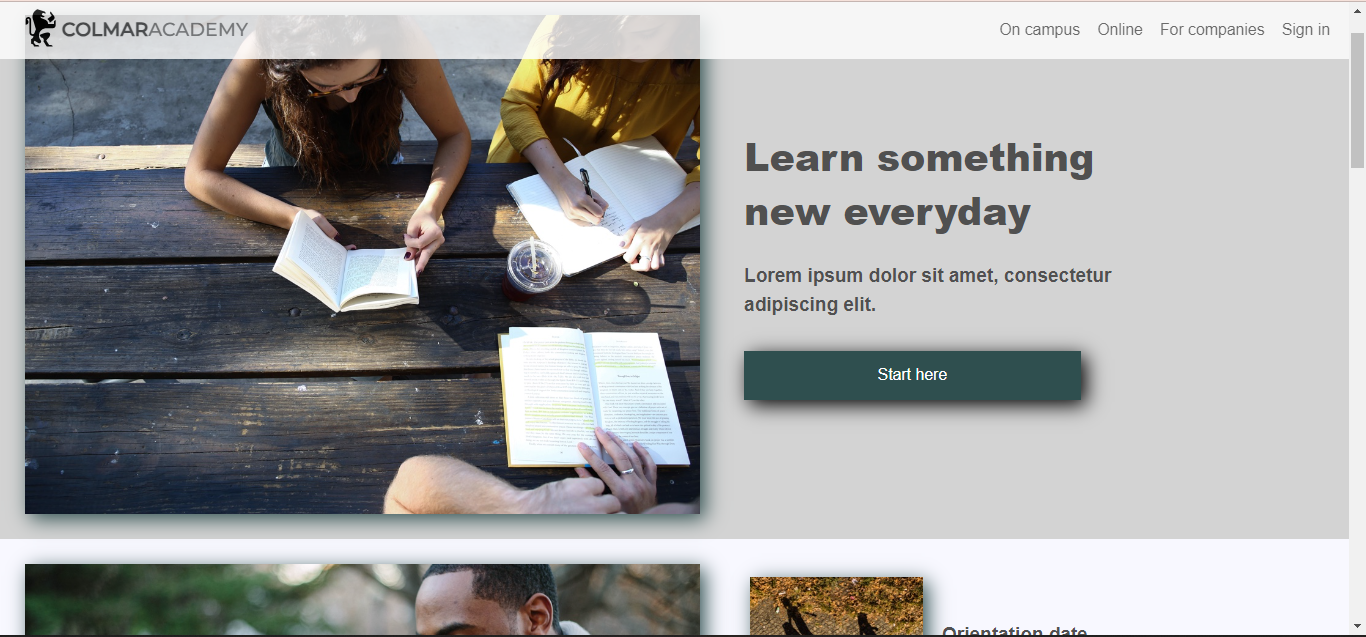 COLMARACADEMY
On campus Online For companies Sign in
Learn something
new everyday
Lorem ipsum dolor sit amet, consectetur
adipiscing elit.
Start here
Orientation date